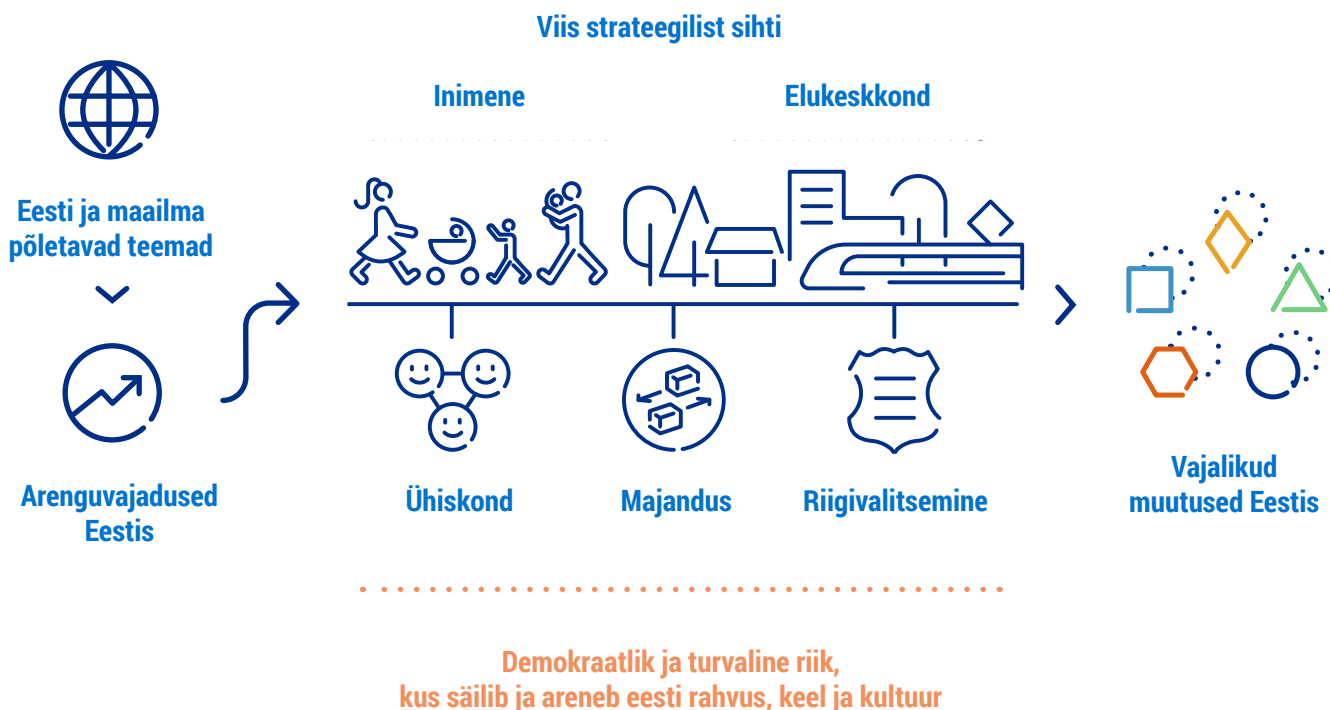 Viis strateegilist sihti
Inimene
Elukeskkond
Eesti ja maailma
põletavad teemad
Arenguvajadused
Eestis
Ühiskond
Majandus
Riigivalitsemine
Vajalikud
muutused Eestis
Demokraatlik ja turvaline riik,
kus säilib ja areneb eesti rahvus, keel ja kultuur